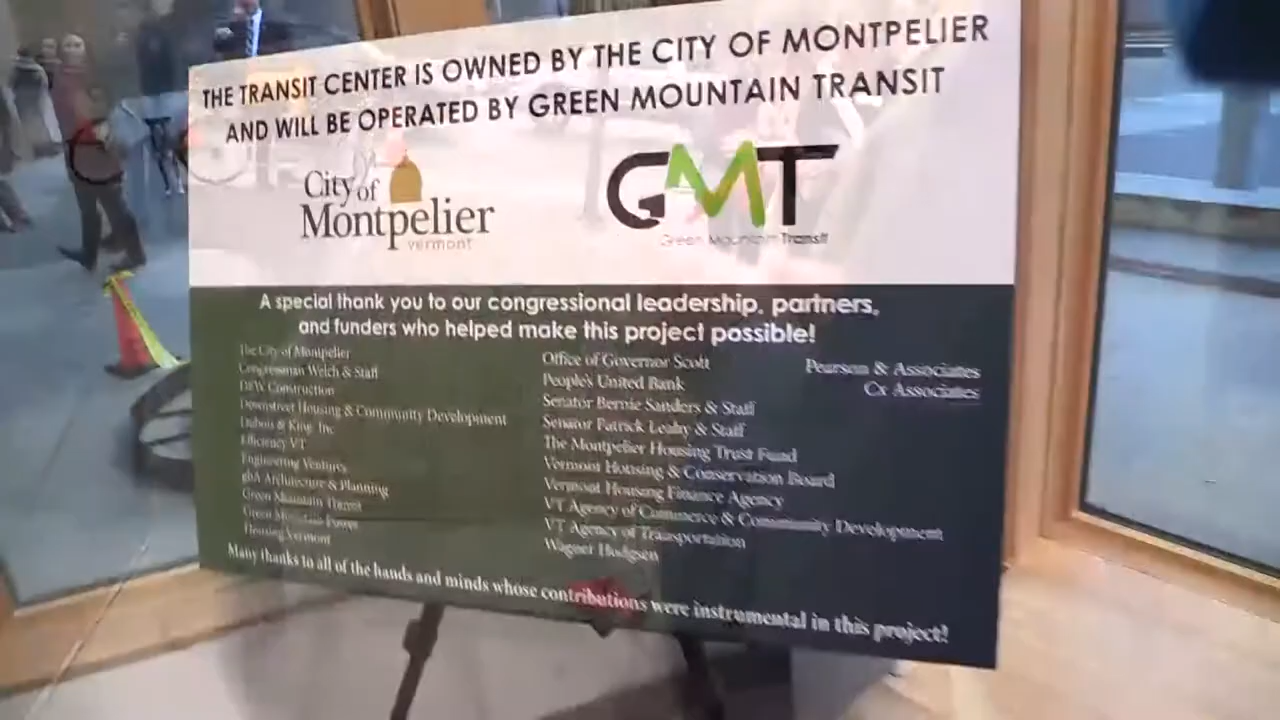 THE TRANSIT CENTER IS OWNED BY THE CITY OF MONTPELIER
AND WILL BE OPERATED BY GREEN MOUNTAIN TRANSIT
City of
Montpelier
vermont
GMT
Green Mountain Transit
A special thank you to our congressional leadership, partners,
and funders who helped make this project possible!
The City of Montpelier
Congressman Welch & Staff
DEW Construction
Downstreet Housing & Community Development
Dubois & King, Inc
Efficiency VT
Engineering Ventures
gbA Architecture & Planning
Green Mountain Transit
Green Mountain Power
Housing Vermont
Office of Governor Scott
People's United Bank
Senator Bernie Sanders & Staff
Senator Patrick Leahy & Staff
The Montpelier Housing Trust Fund
Vermont Housing & Conservation Board
Vermont Housing Finance Agency
VT Agency of Commerce & Community Development
VT Agency of Transportation
Wagner Hodgsen
Pearson & Associates
Cx Associates
Many thanks to all of the hands and minds whose contributions were instrumental in this project!